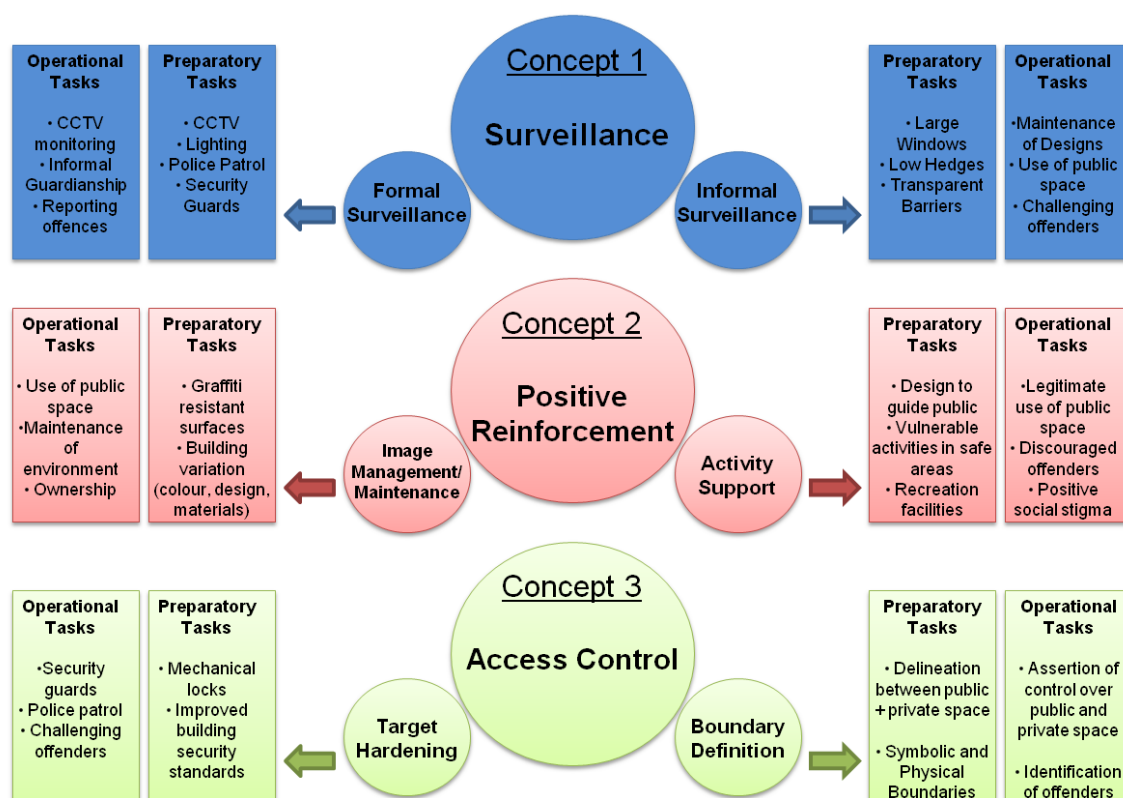 Concept 1
Surveillance
Formal
Surveillance
Informal
Surveillance
Operational
Tasks
• CCTV
monitoring
• Informal
Guardianship
• Reporting
offences
Preparatory
Tasks
• CCTV
• Lighting
• Police Patrol
• Security
Guards
Preparatory
Tasks
• Large
Windows
• Low Hedges
• Transparent
Barriers
Operational
Tasks
•Maintenance
of Designs
• Use of public
space
• Challenging
offenders
Concept 2
Positive
Reinforcement
Image
Management/
Maintenance
Activity
Support
Operational
Tasks
• Use of public
space
•Maintenance
of
environment
• Ownership
Preparatory
Tasks
• Graffiti
resistant
surfaces
• Building
variation
(colour, design,
materials)
Preparatory
Tasks
• Design to
guide public
• Vulnerable
activities in safe
areas
• Recreation
facilities
Operational
Tasks
•Legitimate
use of public
space
• Discouraged
offenders
• Positive
social stigma
Concept 3
Access Control
Target
Hardening
Boundary
Definition
Operational
Tasks
•Security
guards
• Police patrol
• Challenging
offenders
Preparatory
Tasks
• Mechanical
locks
• Improved
building
security
standards
Preparatory
Tasks
• Delineation
between public
+ private space
• Symbolic and
Physical
Boundaries
Operational
Tasks
• Assertion of
control over
public and
private space
• Identification
of offenders